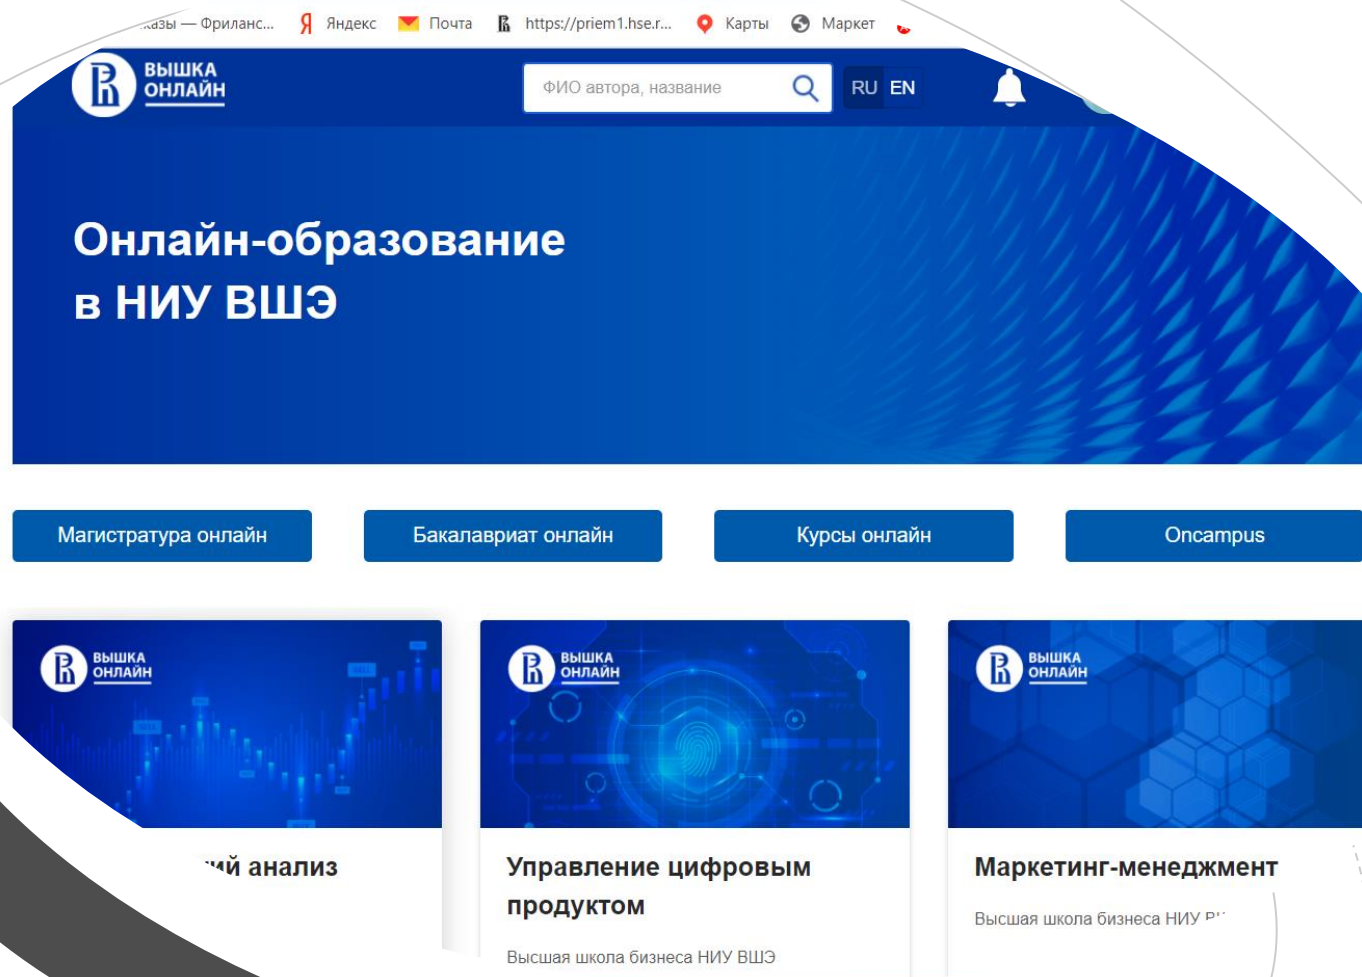 — Фриланс... Яндекс Почта https://priem1.hse.r... Карты Маркет
ВЫШКА
ОНЛАЙН
ФИО автора, название RU EN
Онлайн-образование
в НИУ ВШЭ
Магистратура онлайн Бакалавриат онлайн Курсы онлайн Oncampus
ВЫШКА
ОНЛАЙН
ВЫШКА
ОНЛАЙН
ВЫШКА
ОНЛАЙН
анализ
Управление цифровым
продуктом
Высшая школа бизнеса НИУ ВШЭ
Маркетинг-менеджмент
Высшая школа бизнеса НИУ